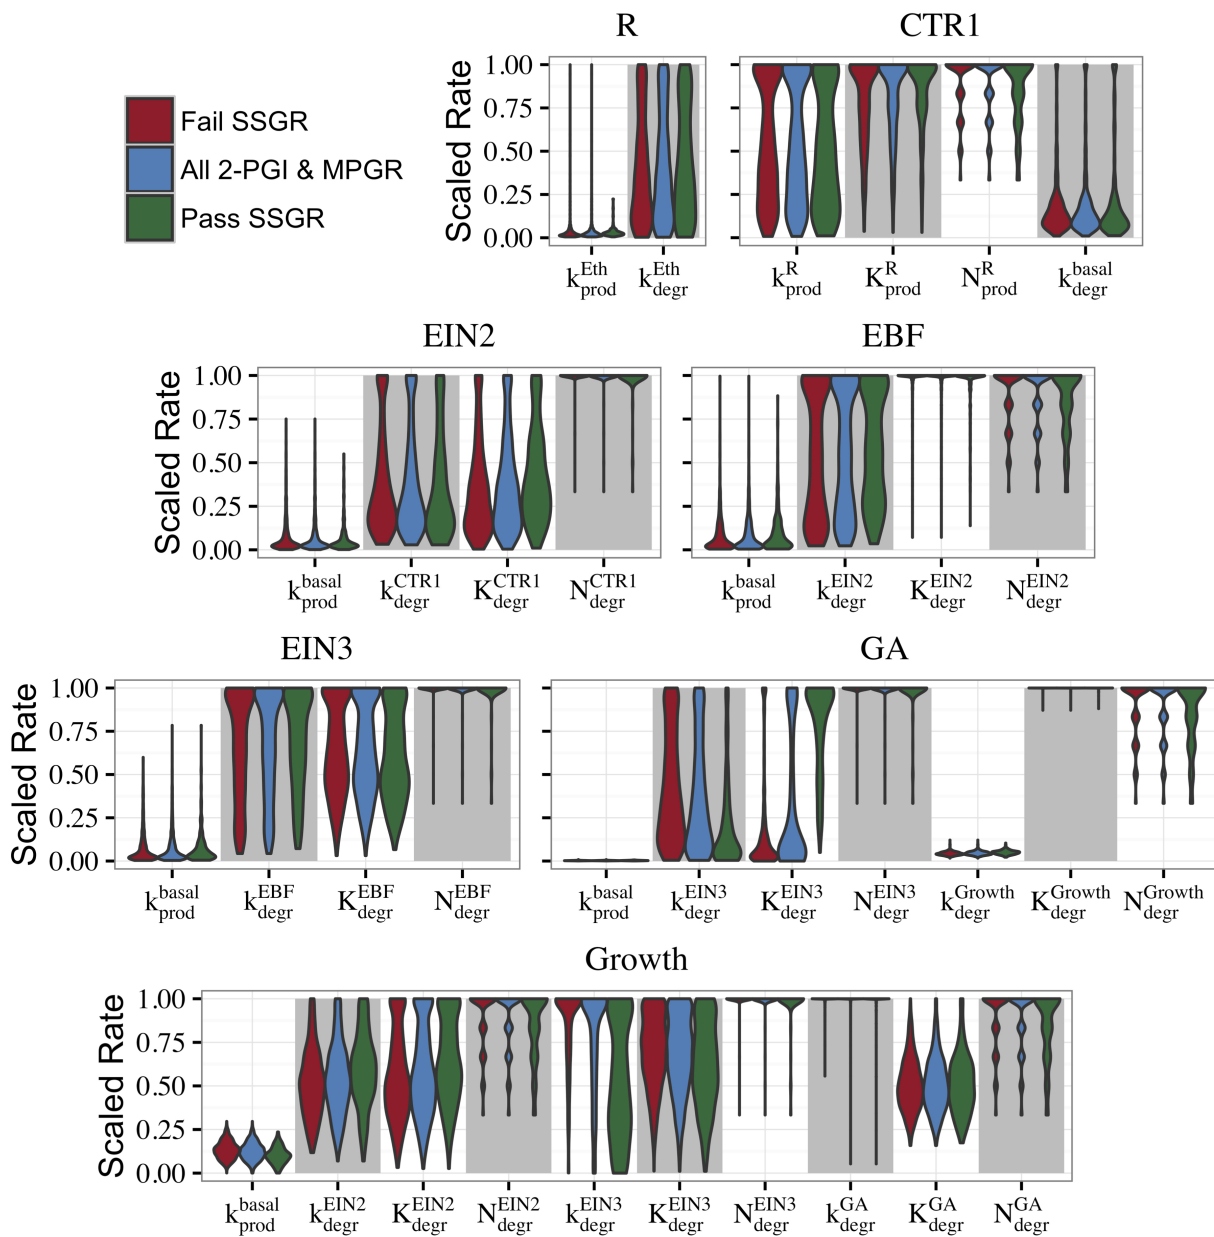 R CTR1
Fail SSGR
All 2-PGI & MPGR
Pass SSGR
Scaled Rate
1.00
0.75
0.50
0.25
0.00
k^Eth_prod k^Eth_degr k^R_prod K^R_prod N^R_prod k^basal_degr
EIN2 EBF
Scaled Rate
1.00
0.75
0.50
0.25
0.00
k^basal_prod k^CTR1_degr K^CTR1_degr N^CTR1_degr k^basal_prod k^EIN2_degr K^EIN2_degr N^EIN2_degr
EIN3 GA
Scaled Rate
1.00
0.75
0.50
0.25
0.00
k^basal_prod k^EBF_degr K^EBF_degr N^EBF_degr k^basal_prod k^EIN3_degr K^EIN3_degr N^EIN3_degr k^Growth_degr K^Growth_degr N^Growth_degr
Growth
Scaled Rate
1.00
0.75
0.50
0.25
0.00
k^basal_prod k^EIN2_degr K^EIN2_degr N^EIN2_degr k^EIN3_degr K^EIN3_degr N^EIN3_degr k^GA_degr K^GA_degr N^GA_degr